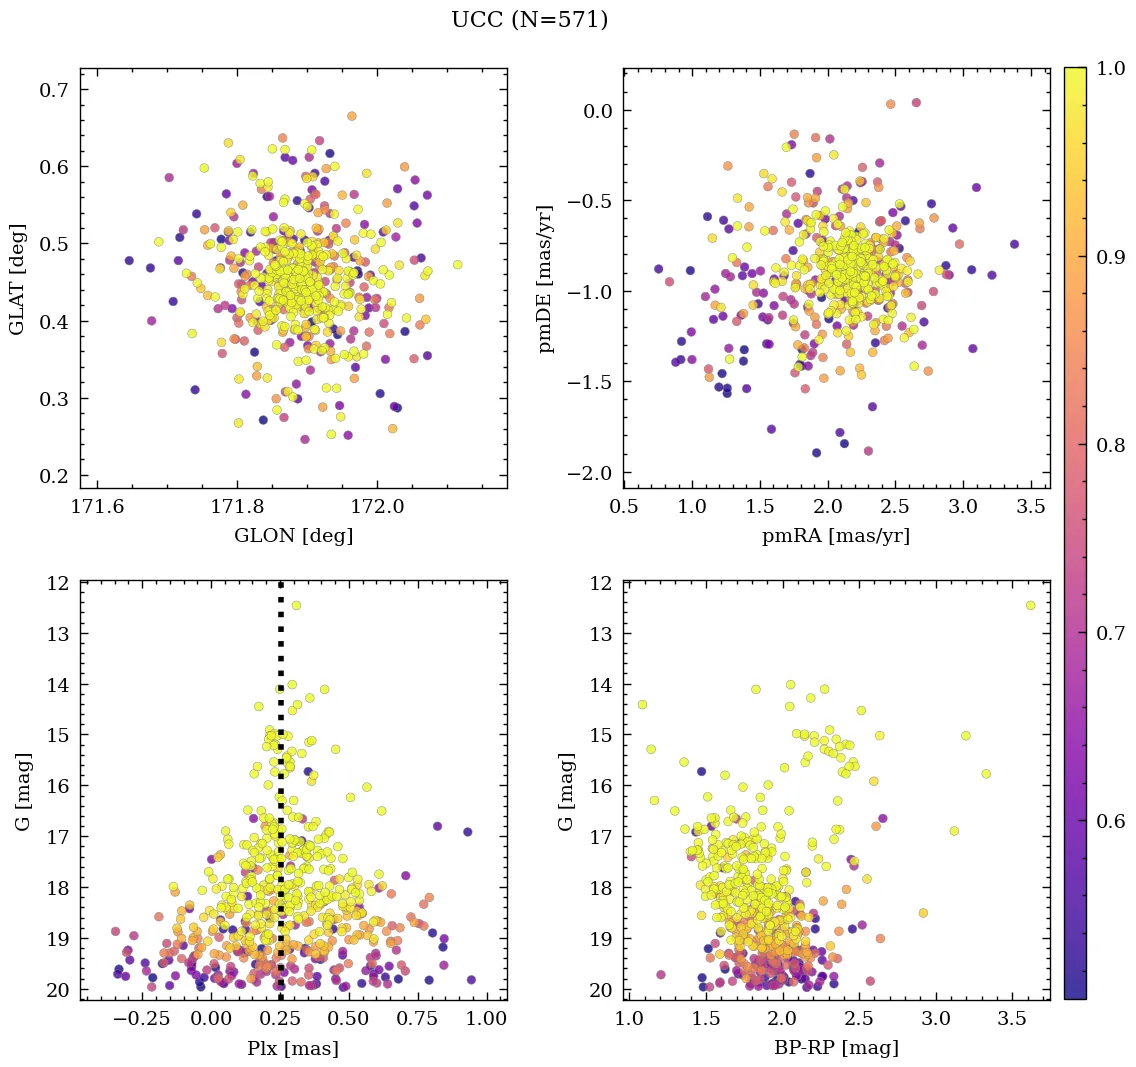 UCC (N=571)
0.7
0.6
0.5
0.4
0.3
0.2
GLAT [deg]
171.6 171.8 172.0
GLON [deg]
0.0
−0.5
−1.0
−1.5
−2.0
pmDE [mas/yr]
0.5 1.0 1.5 2.0 2.5 3.0 3.5
pmRA [mas/yr]
1.0
0.9
0.8
0.7
0.6
12
13
14
15
16
17
18
19
20
G [mag]
−0.25 0.00 0.25 0.50 0.75 1.00
Plx [mas]
12
13
14
15
16
17
18
19
20
G [mag]
1.0 1.5 2.0 2.5 3.0 3.5
BP-RP [mag]